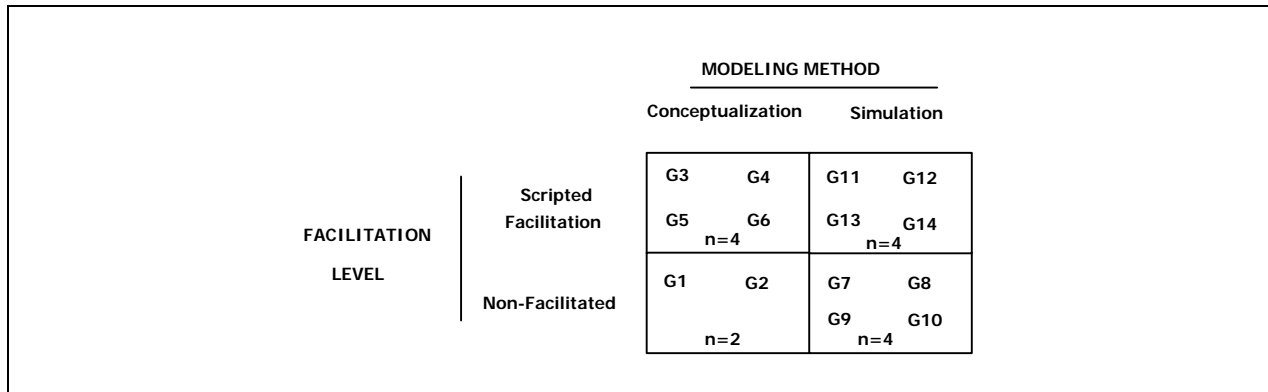 MODELING METHOD
Conceptualization Simulation
G3 G4 G11 G12
Scripted
Facilitation
G5 G6 G13 G14
n=4 n=4
FACILITATION
LEVEL
G1 G2 G7 G8
Non-Facilitated
G9 G10
n=2 n=4